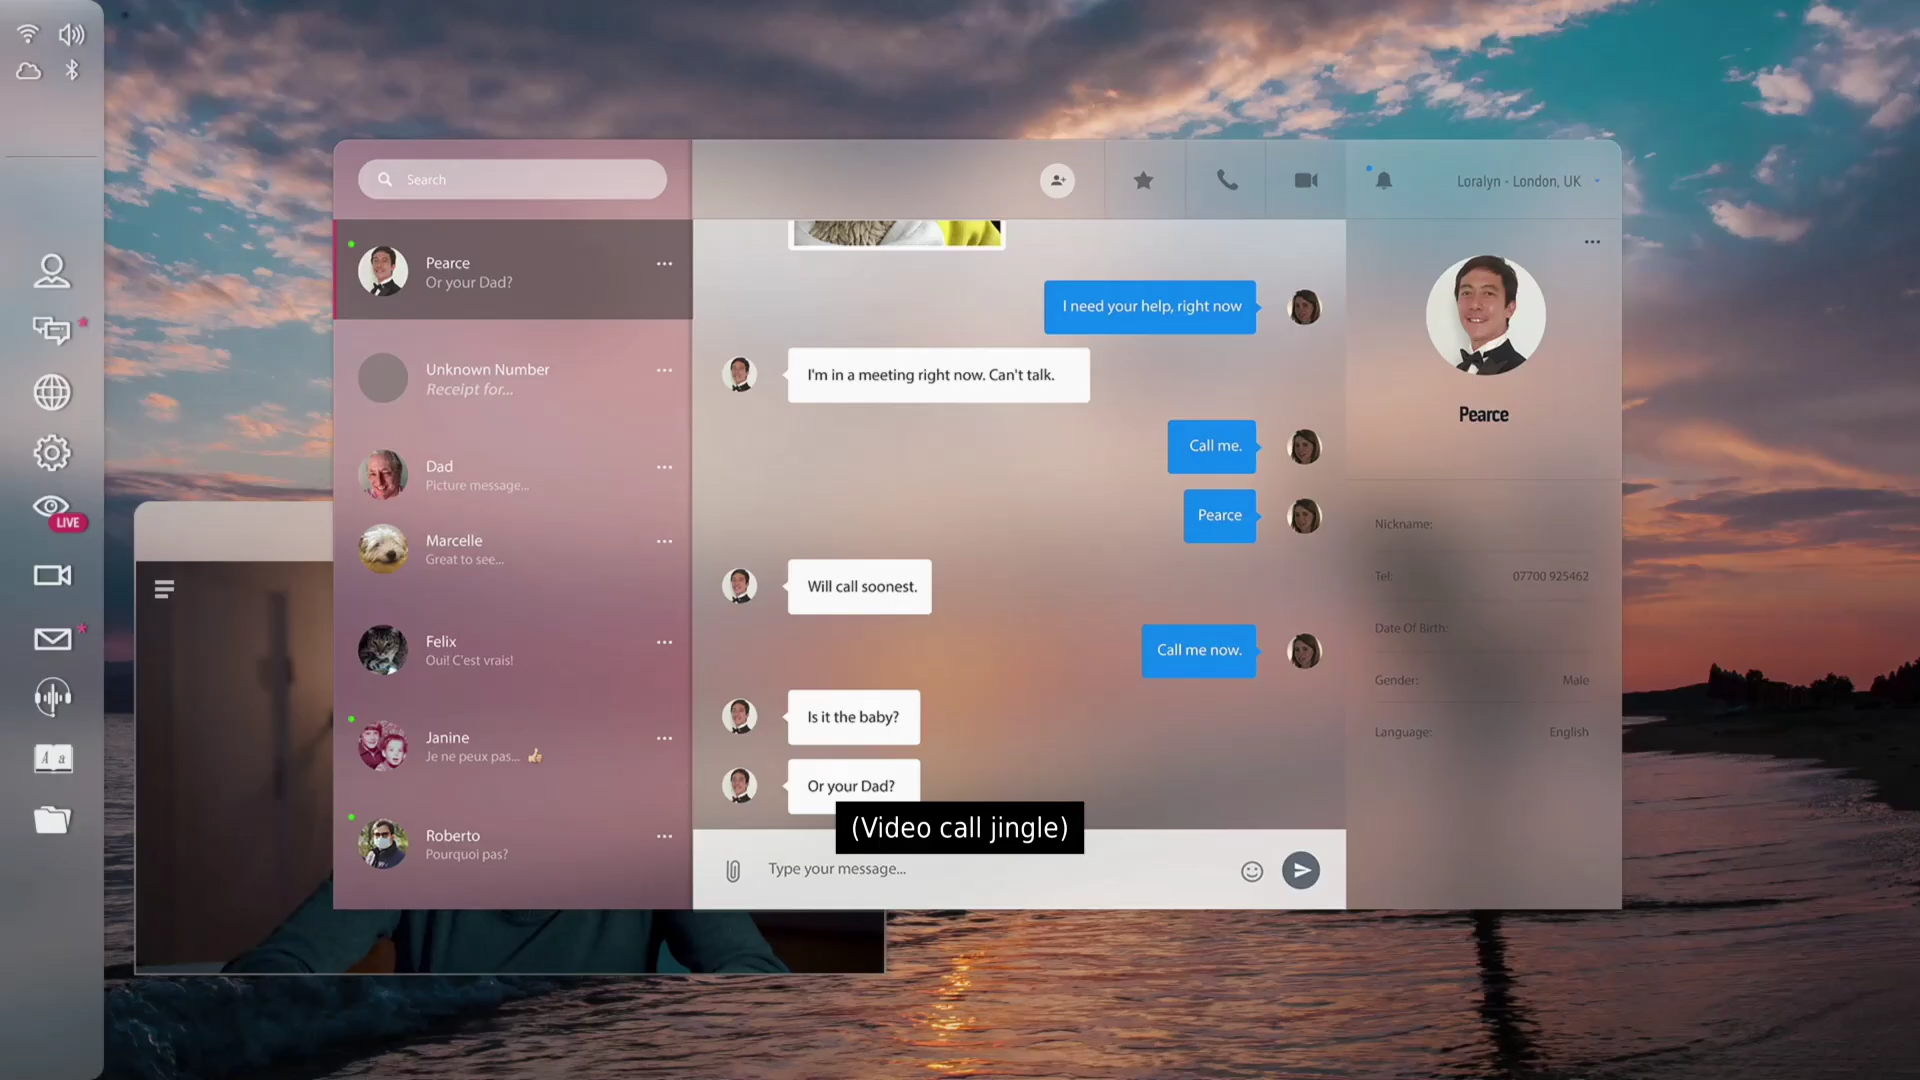 LIVE
A a
Search
Pearce
Or your Dad?
Unknown Number
Receipt for...
Dad
Picture message...
Marcelle
Great to see...
Felix
Oui! C'est vrai!
Janine
Je ne peux pas...
Roberto
Pourquoi pas?
I need your help, right now
I'm in a meeting right now. Can't talk.
Call me.
Pearce
Will call soonest.
Call me now.
Is it the baby?
Or your Dad?
(Video call jingle)
Type your message...
Loralyn - London, UK
Pearce
Nickname:
Tel: 07700 925462
Date Of Birth:
Gender: Male
Language: English